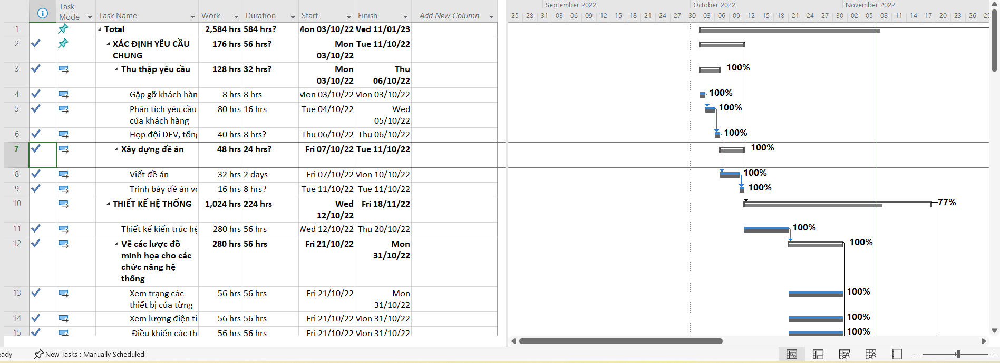 September 2022 October 2022 November 2022
Task Mode Task Name Work Duration Start Finish Add New Column
25 28 31 03 06 09 12 15 18 21 24 27 30 03 06 09 12 15 18 21 24 27 30 02 05 08 11 14 17 20 23 26 29
1 Total 2,584 hrs 584 hrs? Mon 03/10/22 Wed 11/01/23
2 XÁC ĐỊNH YÊU CẦU 176 hrs 56 hrs? Mon Tue 11/10/22
CHUNG 03/10/22
3 Thu thập yêu cầu 128 hrs 32 hrs? Mon Thu 100%
03/10/22 06/10/22
4 Gặp gỡ khách hàn 8 hrs 8 hrs Mon 03/10/22 Mon 03/10/22 100%
5 Phân tích yêu cầu 80 hrs 16 hrs Tue 04/10/22 Wed 100%
của khách hàng 05/10/22
6 Họp đội DEV, tổng 40 hrs 8 hrs? Thu 06/10/22 Thu 06/10/22 100%
7 Xây dựng đề án 48 hrs 24 hrs? Fri 07/10/22 Tue 11/10/22 100%
8 Viết đề án 32 hrs 2 days Fri 07/10/22 Mon 10/10/22 100%
9 Trình bày đề án vớ 16 hrs 8 hrs? Tue 11/10/22 Tue 11/10/22 100%
10 THIẾT KẾ HỆ THỐNG 1,024 hrs 224 hrs Wed Fri 18/11/22 77%
12/10/22
11 Thiết kế kiến trúc hệ 280 hrs 56 hrs Wed 12/10/22 Thu 20/10/22 100%
12 Vẽ các lược đồ 280 hrs 56 hrs Fri 21/10/22 Mon 100%
minh họa cho các 31/10/22
chức năng hệ
thống
13 Xem trạng các 56 hrs 56 hrs Fri 21/10/22 Mon 100%
thiết bị của từng 31/10/22
14 Xem lượng điện ti 56 hrs 56 hrs Fri 21/10/22 Mon 31/10/22 100%
15 Điều khiển các th 56 hrs 56 hrs Fri 21/10/22 Mon 31/10/22 100%
eady New Tasks : Manually Scheduled